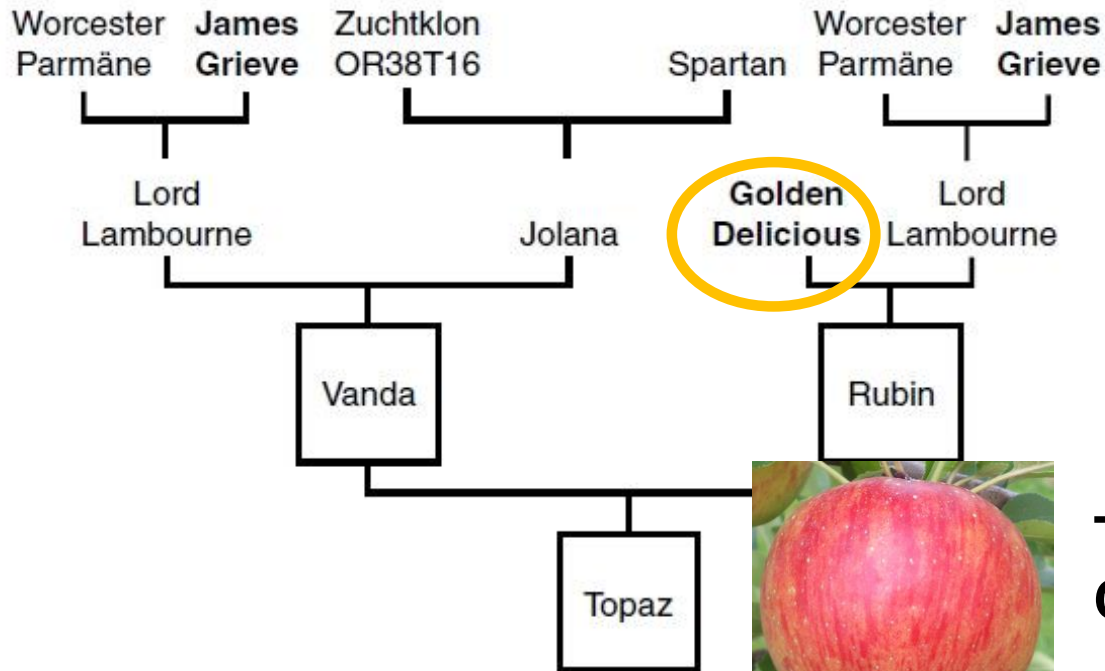 Worcester James Zuchtklon Worcester James
Parmäne Grieve OR38T16 Spartan Parmäne Grieve
Lord Golden Lord
Lambourne Jolana Delicious Lambourne
Vanda Rubin
Topaz